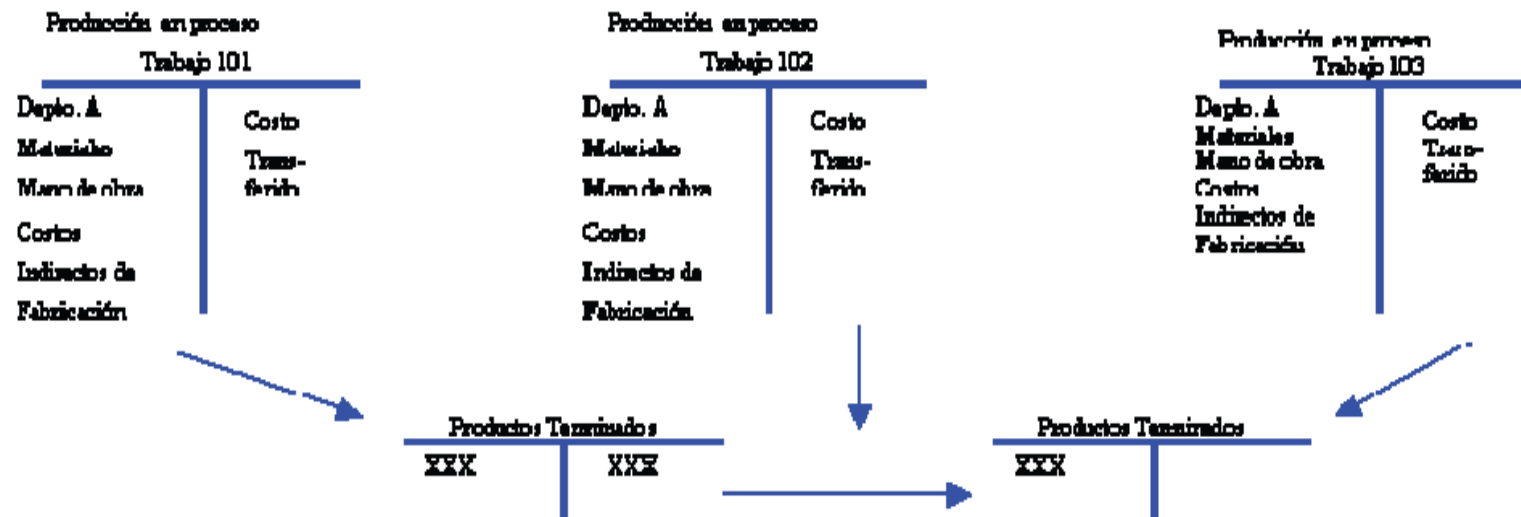 Producción en proceso
Trabajo 101
Depto. A
Materiales
Mano de obra
Costos
Indirectos de
Fabricación
Costo
Trans-
ferido
Producción en proceso
Trabajo 102
Depto. A
Materiales
Mano de obra
Costos
Indirectos de
Fabricación
Costo
Trans-
ferido
Producción en proceso
Trabajo 103
Depto. A
Materiales
Mano de obra
Costos
Indirectos de
Fabricación
Costo
Trans-
ferido
Productos Terminados
XXX XXX
Productos Terminados
XXX